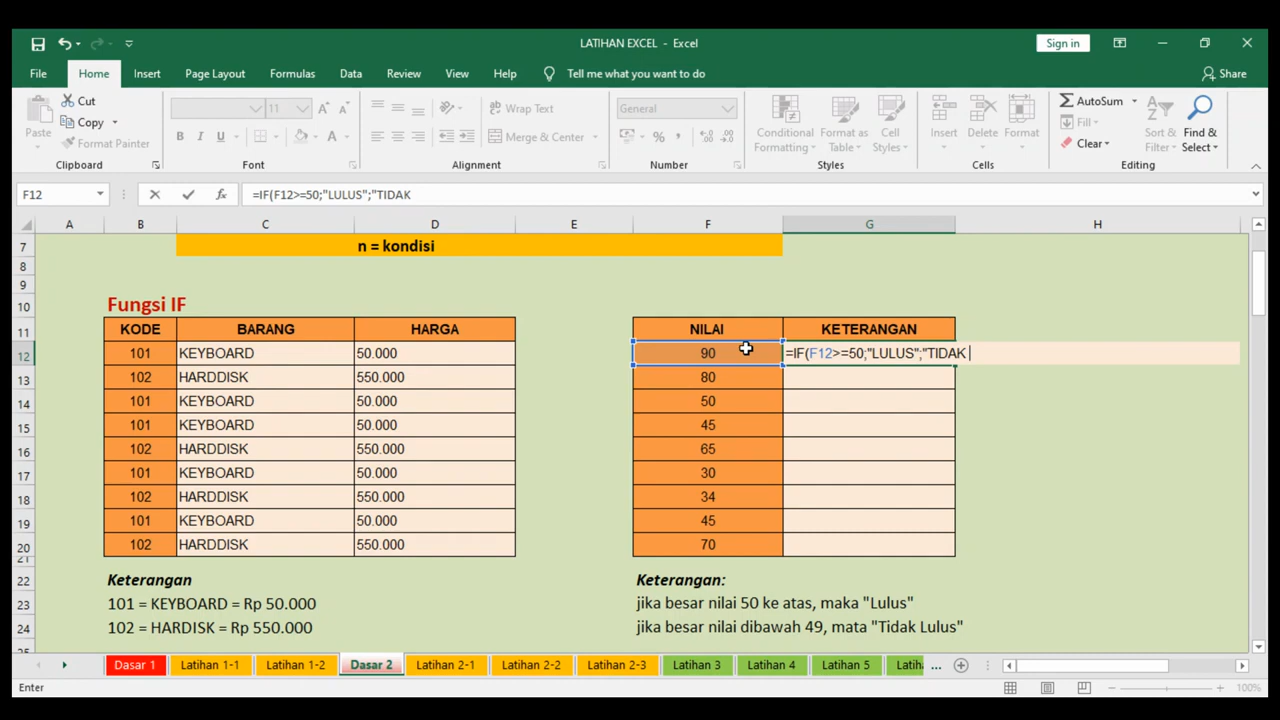 LATIHAN EXCEL - Excel
Sign in
File Home Insert Page Layout Formulas Data Review View Help Tell me what you want to do Share
Paste
Cut
Copy
Format Painter
Clipboard
11
A A
B I U
A
Font
Wrap Text
Merge & Center
Alignment
General
%
Number
Conditional Formatting
Format as Table
Cell Styles
Styles
Insert
Delete
Format
Cells
AutoSum
Fill
Clear
Sort & Filter
Find & Select
Editing
F12 fx =IF(F12>=50;"LULUS";"TIDAK
A B C D E F G H
7 n = kondisi
8
9
10 Fungsi IF
11 KODE BARANG HARGA NILAI KETERANGAN
12 101 KEYBOARD 50.000 90 =IF(F12>=50;"LULUS";"TIDAK
13 102 HARDDISK 550.000 80
14 101 KEYBOARD 50.000 50
15 101 KEYBOARD 50.000 45
16 102 HARDDISK 550.000 65
17 101 KEYBOARD 50.000 30
18 102 HARDDISK 550.000 34
19 101 KEYBOARD 50.000 45
20 102 HARDDISK 550.000 70
21
22 Keterangan Keterangan:
23 101 = KEYBOARD = Rp 50.000 jika besar nilai 50 ke atas, maka "Lulus"
24 102 = HARDISK = Rp 550.000 jika besar nilai dibawah 49, mata "Tidak Lulus"
Dasar 1 Latihan 1-1 Latihan 1-2 Dasar 2 Latihan 2-1 Latihan 2-2 Latihan 2-3 Latihan 3 Latihan 4 Latihan 5 Latih ...
Enter 100%